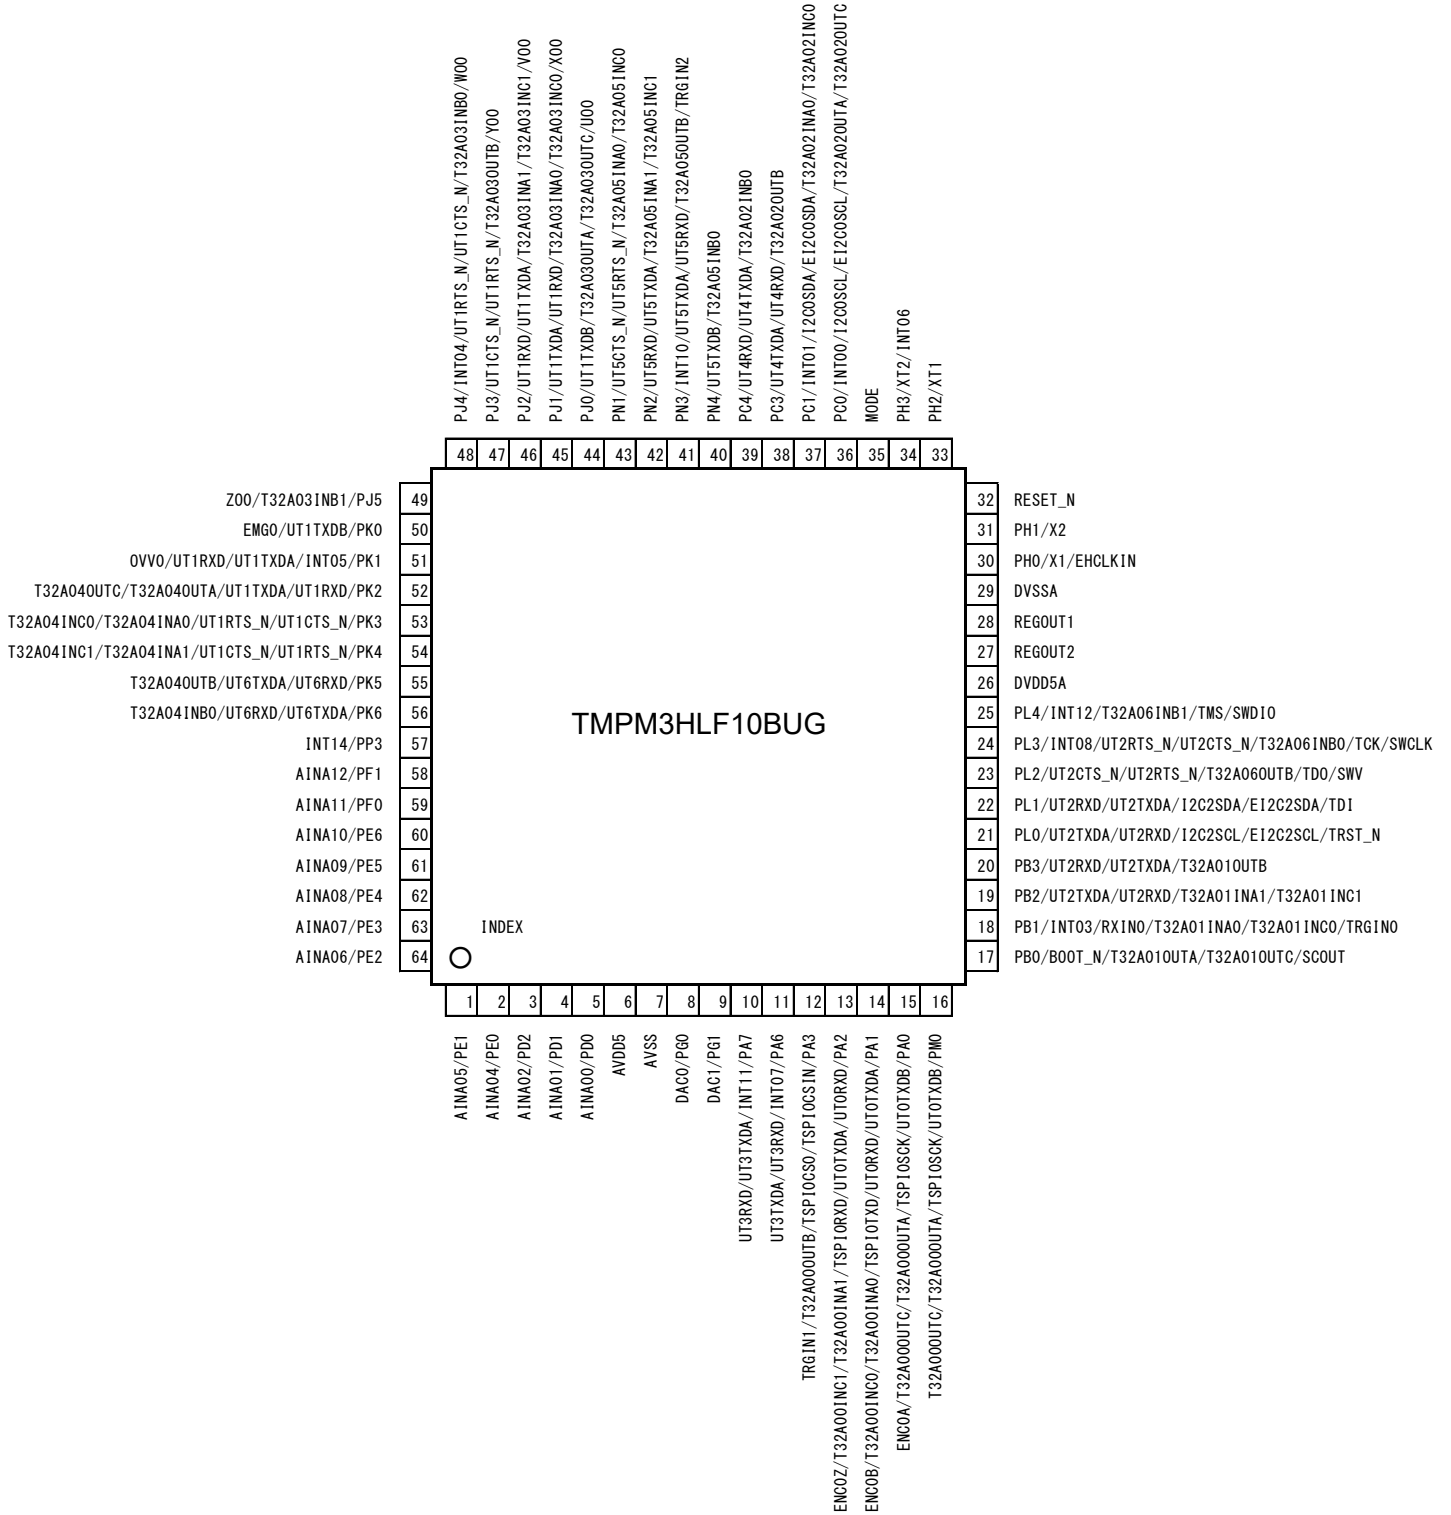 PJ4/INT04/UT1RTS_N/UT1CTS_N/T32A03INB0/WO0
PJ3/UT1CTS_N/UT1RTS_N/T32A03OUTB/YO0
PJ2/UT1RXD/UT1TXDA/T32A03INA1/T32A03INC1/VO0
PJ1/UT1TXDA/UT1RXD/T32A03INA0/T32A03INC0/XO0
PJ0/UT1TXDB/T32A03OUTA/T32A03OUTC/UO0
PN1/UT5CTS_N/UT5RTS_N/T32A05INA0/T32A05INC0
PN2/UT5RXD/UT5TXDA/T32A05INA1/T32A05INC1
PN3/INT10/UT5TXDA/UT5RXD/T32A05OUTB/TRGIN2
PN4/UT5TXDB/T32A05INB0
PC4/UT4RXD/UT4TXDA/T32A02INB0
PC3/UT4TXDA/UT4RXD/T32A02OUTB
PC1/INT01/I2C0SDA/EI2C0SDA/T32A02INA0/T32A02INC0
PC0/INT00/I2C0SCL/EI2C0SCL/T32A02OUTA/T32A02OUTC
MODE
PH3/XT2/INT06
PH2/XT1
48 47 46 45 44 43 42 41 40 39 38 37 36 35 34 33
ZO0/T32A03INB1/PJ5 49
EMG0/UT1TXDB/PK0 50
OVV0/UT1RXD/UT1TXDA/INT05/PK1 51
T32A04OUTC/T32A04OUTA/UT1TXDA/UT1RXD/PK2 52
T32A04INC0/T32A04INA0/UT1RTS_N/UT1CTS_N/PK3 53
T32A04INC1/T32A04INA1/UT1CTS_N/UT1RTS_N/PK4 54
T32A04OUTB/UT6TXDA/UT6RXD/PK5 55
T32A04INB0/UT6RXD/UT6TXDA/PK6 56
INT14/PP3 57
AINA12/PF1 58
AINA11/PF0 59
AINA10/PE6 60
AINA09/PE5 61
AINA08/PE4 62
AINA07/PE3 63
AINA06/PE2 64
TMPM3HLF10BUG
INDEX
32 RESET_N
31 PH1/X2
30 PH0/X1/EHCLKIN
29 DVSSA
28 REGOUT1
27 REGOUT2
26 DVDD5A
25 PL4/INT12/T32A06INB1/TMS/SWDIO
24 PL3/INT08/UT2RTS_N/UT2CTS_N/T32A06INB0/TCK/SWCLK
23 PL2/UT2CTS_N/UT2RTS_N/T32A06OUTB/TDO/SWV
22 PL1/UT2RXD/UT2TXDA/I2C2SDA/EI2C2SDA/TDI
21 PL0/UT2TXDA/UT2RXD/I2C2SCL/EI2C2SCL/TRST_N
20 PB3/UT2RXD/UT2TXDA/T32A01OUTB
19 PB2/UT2TXDA/UT2RXD/T32A01INA1/T32A01INC1
18 PB1/INT03/RXIN0/T32A01INA0/T32A01INC0/TRGIN0
17 PB0/BOOT_N/T32A01OUTA/T32A01OUTC/SCOUT
1 2 3 4 5 6 7 8 9 10 11 12 13 14 15 16
AINA05/PE1
AINA04/PE0
AINA02/PD2
AINA01/PD1
AINA00/PD0
AVDD5
AVSS
DAC0/PG0
DAC1/PG1
UT3RXD/UT3TXDA/INT11/PA7
UT3TXDA/UT3RXD/INT07/PA6
TRGIN1/T32A00OUTB/TSPI0CS0/TSPI0CSIN/PA3
ENC0Z/T32A00INC1/T32A00INA1/TSPI0RXD/UT0TXDA/UT0RXD/PA2
ENC0B/T32A00INC0/T32A00INA0/TSPI0TXD/UT0RXD/UT0TXDA/PA1
ENC0A/T32A00OUTC/T32A00OUTA/TSPI0SCK/UT0TXDB/PA0
T32A00OUTC/T32A00OUTA/TSPI0SCK/UT0TXDB/PM0